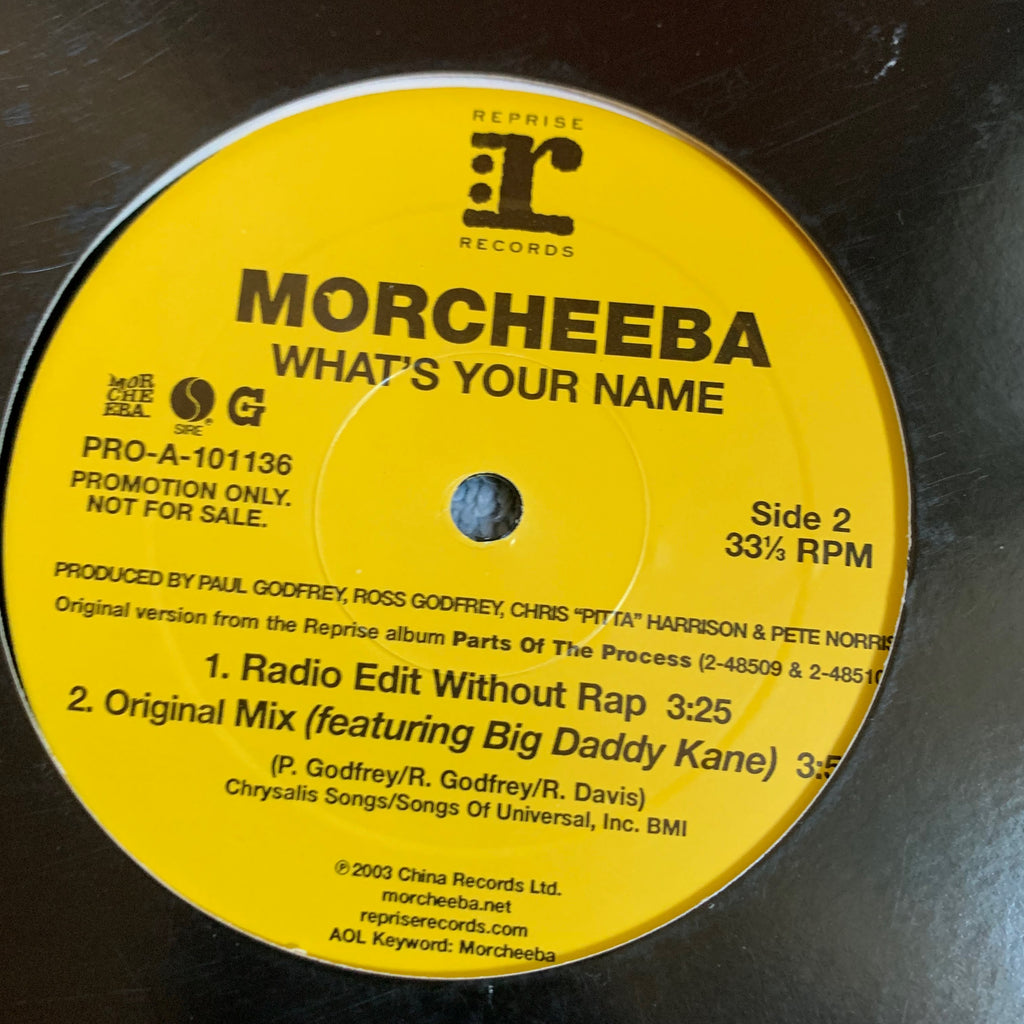 REPRISE
r
RECORDS
MORCHEEBA
WHAT'S YOUR NAME
MOR
CHE
EBA
SIRE
G
PRO-A-101136
PROMOTION ONLY.
NOT FOR SALE.
Side 2
33⅓ RPM
PRODUCED BY PAUL GODFREY, ROSS GODFREY, CHRIS "PITTA" HARRISON & PETE NORRIS
Original version from the Reprise album Parts Of The Process (2-48509 & 2-48510
1. Radio Edit Without Rap 3:25
2. Original Mix (featuring Big Daddy Kane)
(P. Godfrey/R. Godfrey/R. Davis)
Chrysalis Songs/Songs Of Universal, Inc. BMI
℗ 2003 China Records Ltd.
morcheeba.net
repriserecords.com
AOL Keyword: Morcheeba